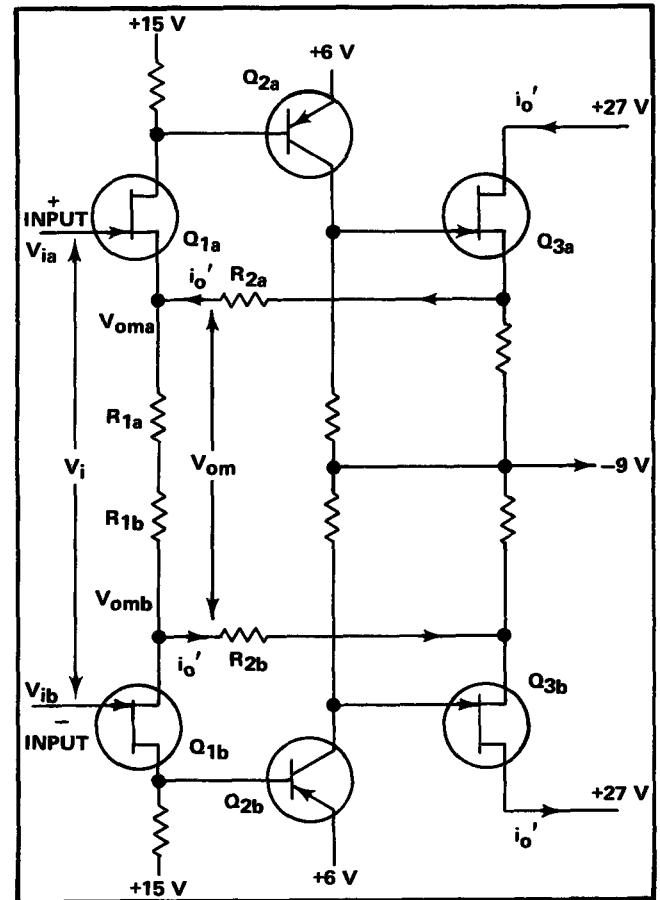 +15 V
+6 V
Q2a
io'
+27 V
+
INPUT
Via
Q1a
Q3a
io' R2a
Voma
R1a
Vi
Vom
−9 V
R1b
Vomb
io'
R2b
Q3b
Vib
−
INPUT
Q1b
Q2b
+27 V
io'
+15 V
+6 V